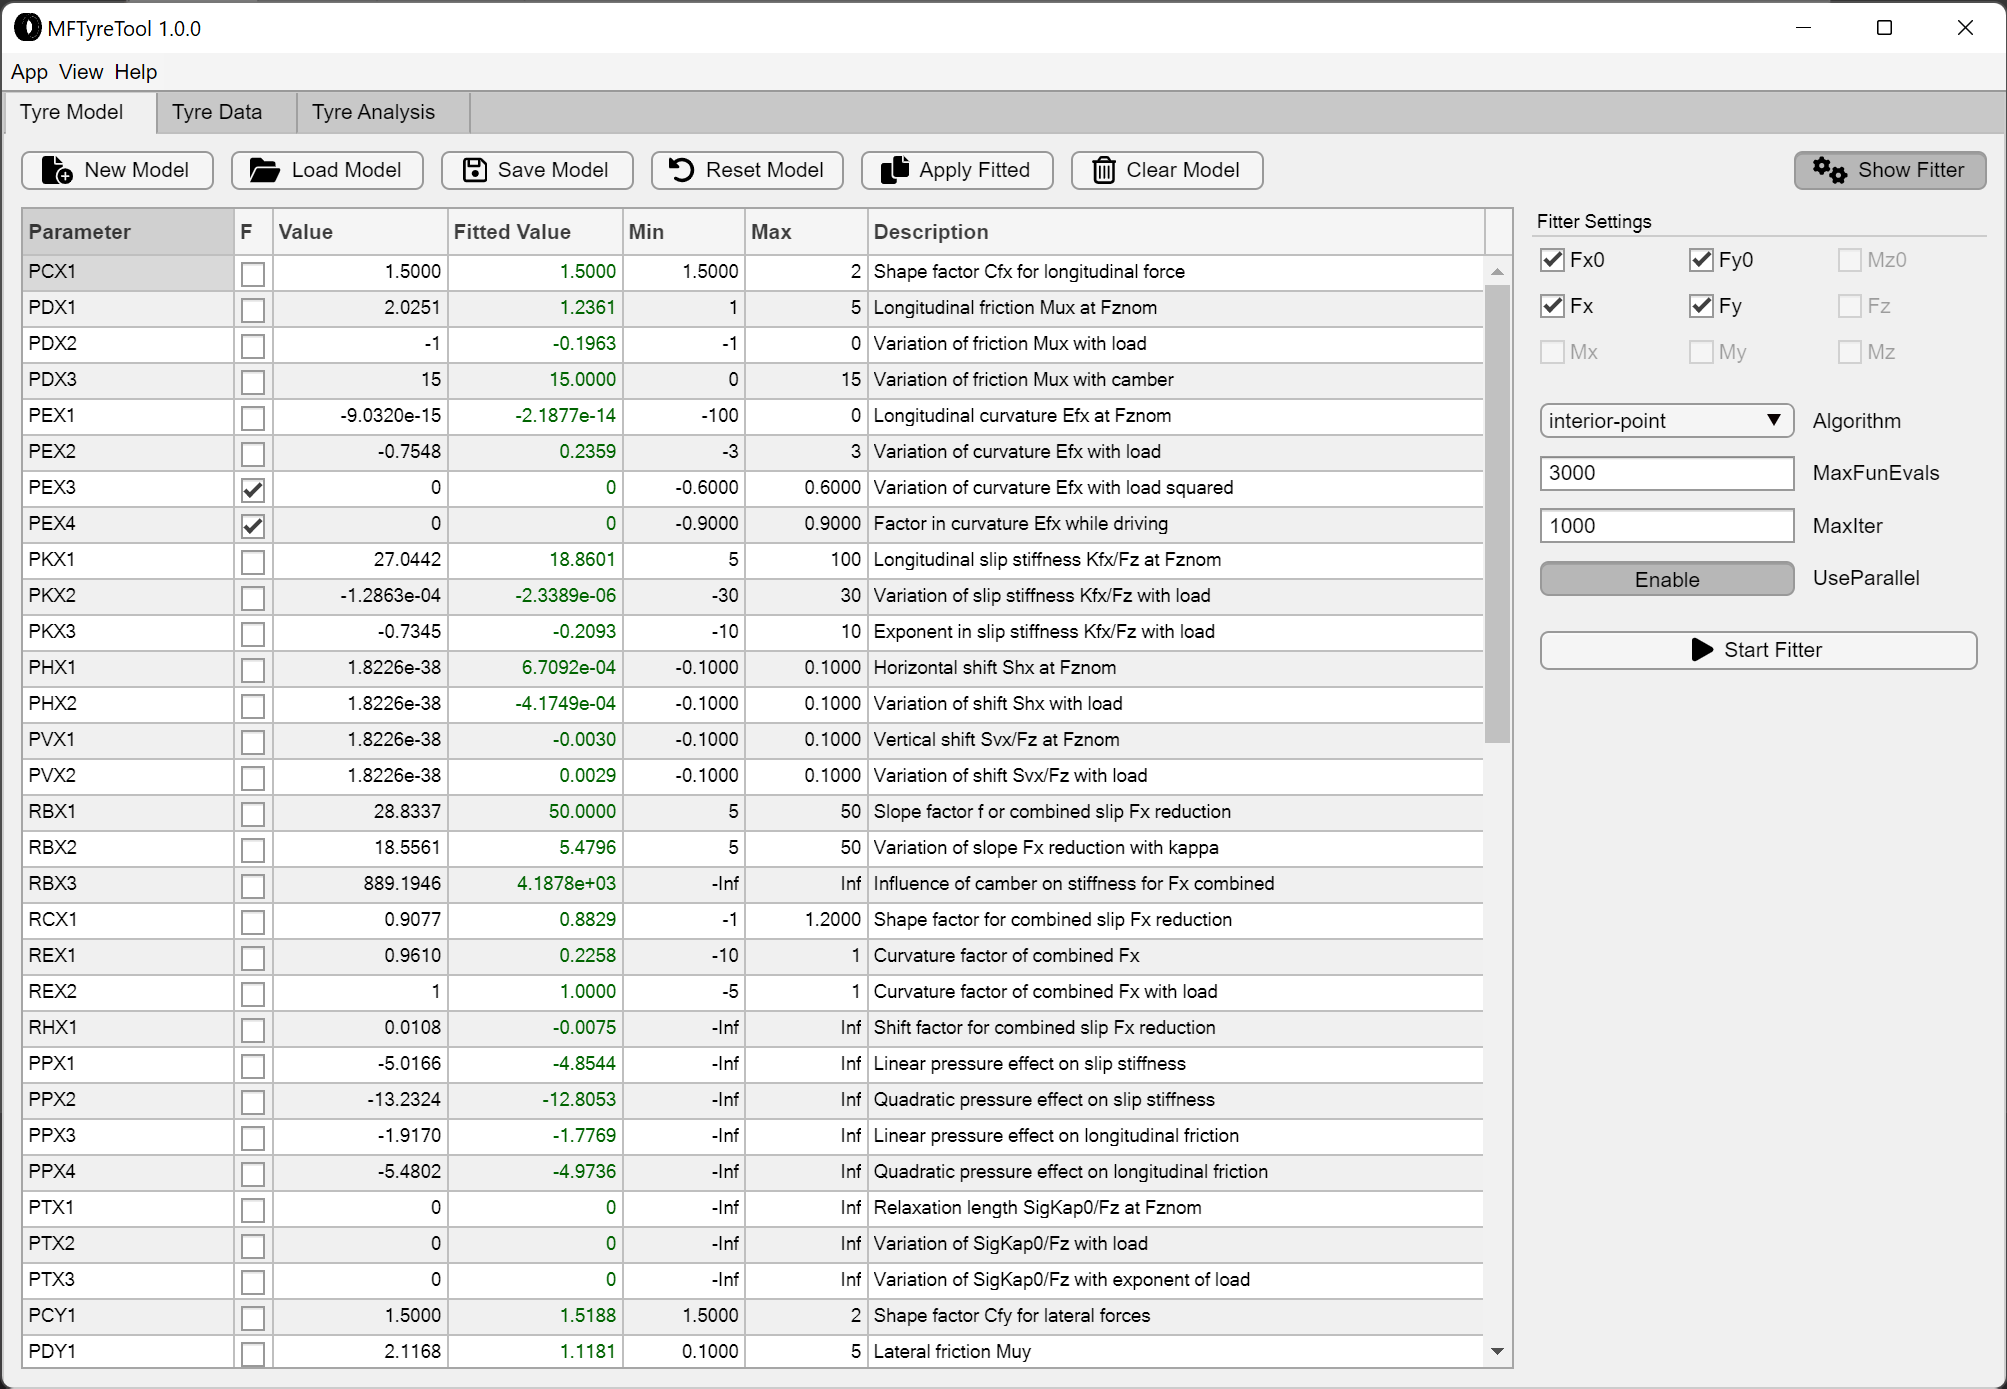 MFTyreTool 1.0.0
App View Help
Tyre Model Tyre Data Tyre Analysis
New Model Load Model Save Model Reset Model Apply Fitted Clear Model Show Fitter
Parameter F Value Fitted Value Min Max Description
PCX1 1.5000 1.5000 1.5000 2 Shape factor Cfx for longitudinal force
PDX1 2.0251 1.2361 1 5 Longitudinal friction Mux at Fznom
PDX2 -1 -0.1963 -1 0 Variation of friction Mux with load
PDX3 15 15.0000 0 15 Variation of friction Mux with camber
PEX1 -9.0320e-15 -2.1877e-14 -100 0 Longitudinal curvature Efx at Fznom
PEX2 -0.7548 0.2359 -3 3 Variation of curvature Efx with load
PEX3 0 0 -0.6000 0.6000 Variation of curvature Efx with load squared
PEX4 0 0 -0.9000 0.9000 Factor in curvature Efx while driving
PKX1 27.0442 18.8601 5 100 Longitudinal slip stiffness Kfx/Fz at Fznom
PKX2 -1.2863e-04 -2.3389e-06 -30 30 Variation of slip stiffness Kfx/Fz with load
PKX3 -0.7345 -0.2093 -10 10 Exponent in slip stiffness Kfx/Fz with load
PHX1 1.8226e-38 6.7092e-04 -0.1000 0.1000 Horizontal shift Shx at Fznom
PHX2 1.8226e-38 -4.1749e-04 -0.1000 0.1000 Variation of shift Shx with load
PVX1 1.8226e-38 -0.0030 -0.1000 0.1000 Vertical shift Svx/Fz at Fznom
PVX2 1.8226e-38 0.0029 -0.1000 0.1000 Variation of shift Svx/Fz with load
RBX1 28.8337 50.0000 5 50 Slope factor f or combined slip Fx reduction
RBX2 18.5561 5.4796 5 50 Variation of slope Fx reduction with kappa
RBX3 889.1946 4.1878e+03 -Inf Inf Influence of camber on stiffness for Fx combined
RCX1 0.9077 0.8829 -1 1.2000 Shape factor for combined slip Fx reduction
REX1 0.9610 0.2258 -10 1 Curvature factor of combined Fx
REX2 1 1.0000 -5 1 Curvature factor of combined Fx with load
RHX1 0.0108 -0.0075 -Inf Inf Shift factor for combined slip Fx reduction
PPX1 -5.0166 -4.8544 -Inf Inf Linear pressure effect on slip stiffness
PPX2 -13.2324 -12.8053 -Inf Inf Quadratic pressure effect on slip stiffness
PPX3 -1.9170 -1.7769 -Inf Inf Linear pressure effect on longitudinal friction
PPX4 -5.4802 -4.9736 -Inf Inf Quadratic pressure effect on longitudinal friction
PTX1 0 0 -Inf Inf Relaxation length SigKap0/Fz at Fznom
PTX2 0 0 -Inf Inf Variation of SigKap0/Fz with load
PTX3 0 0 -Inf Inf Variation of SigKap0/Fz with exponent of load
PCY1 1.5000 1.5188 1.5000 2 Shape factor Cfy for lateral forces
PDY1 2.1168 1.1181 0.1000 5 Lateral friction Muy
Fitter Settings
Fx0 Fy0 Mz0
Fx Fy Fz
Mx My Mz
interior-point Algorithm
3000 MaxFunEvals
1000 MaxIter
Enable UseParallel
Start Fitter